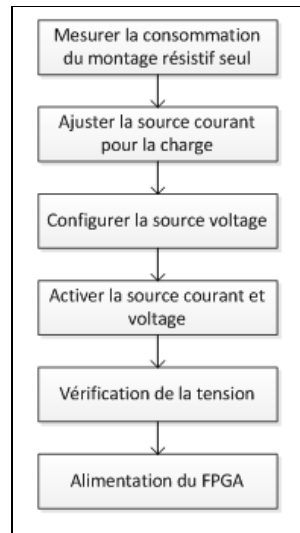 Mesurer la consommation
du montage résistif seul
Ajuster la source courant
pour la charge
Configurer la source voltage
Activer la source courant et
voltage
Vérification de la tension
Alimentation du FPGA